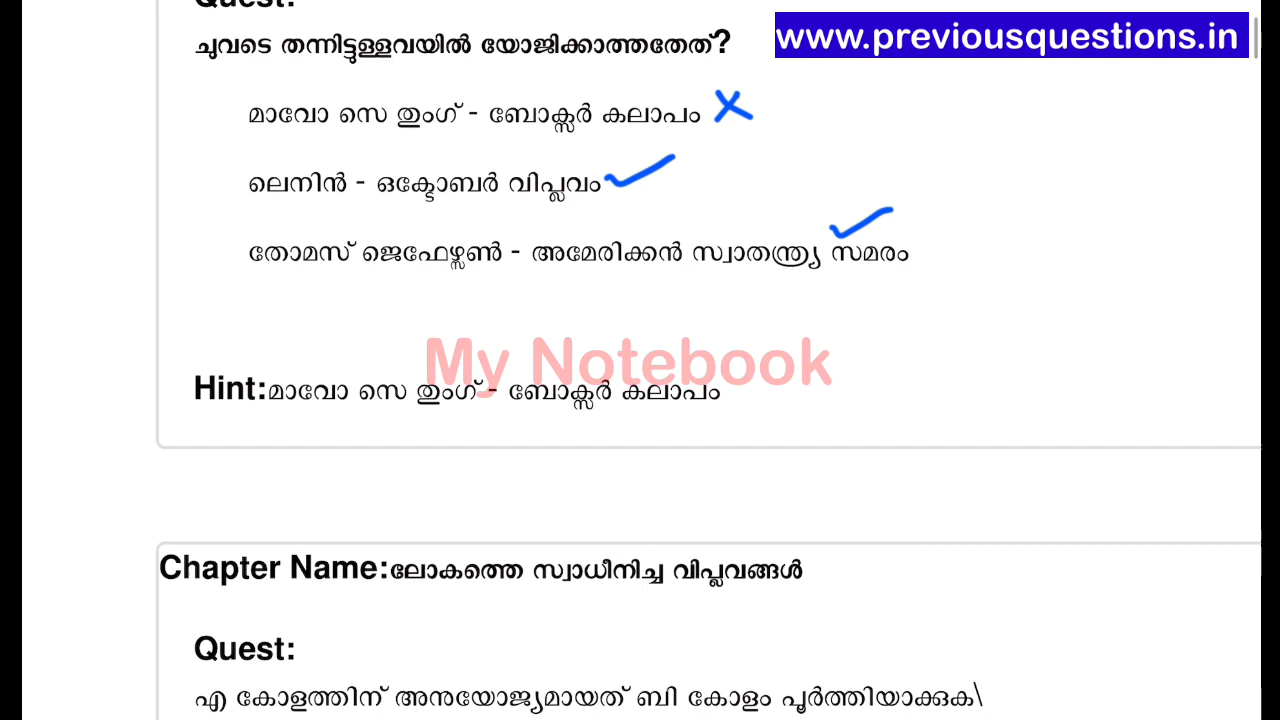 Quest:
www.previousquestions.in
ചുവടെ തന്നിട്ടുള്ളവയിൽ യോജിക്കാത്തതേത്?
മാവോ സെ തുംഗ് - ബോക്സർ കലാപം
ലെനിൻ - ഒക്ടോബർ വിപ്ലവം
തോമസ് ജെഫേഴ്സൺ - അമേരിക്കൻ സ്വാതന്ത്ര്യ സമരം
My Notebook
Hint:മാവോ സെ തുംഗ് - ബോക്സർ കലാപം
Chapter Name:ലോകത്തെ സ്വാധീനിച്ച വിപ്ലവങ്ങൾ
Quest:
എ കോളത്തിന് അനുയോജ്യമായത് ബി കോളം പൂർത്തിയാക്കുക\